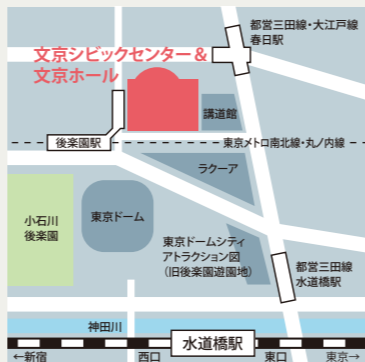 都営三田線・大江戸線
春日駅
文京シビックセンター＆
文京ホール
講道館
後楽園駅
東京メトロ南北線・丸ノ内線
ラクーア
小石川
後楽園
東京ドーム
東京ドームシティ
アトラクション図
（旧後楽園遊園地）
都営三田線
水道橋駅
神田川
水道橋駅
←新宿
西口
東口
東京→